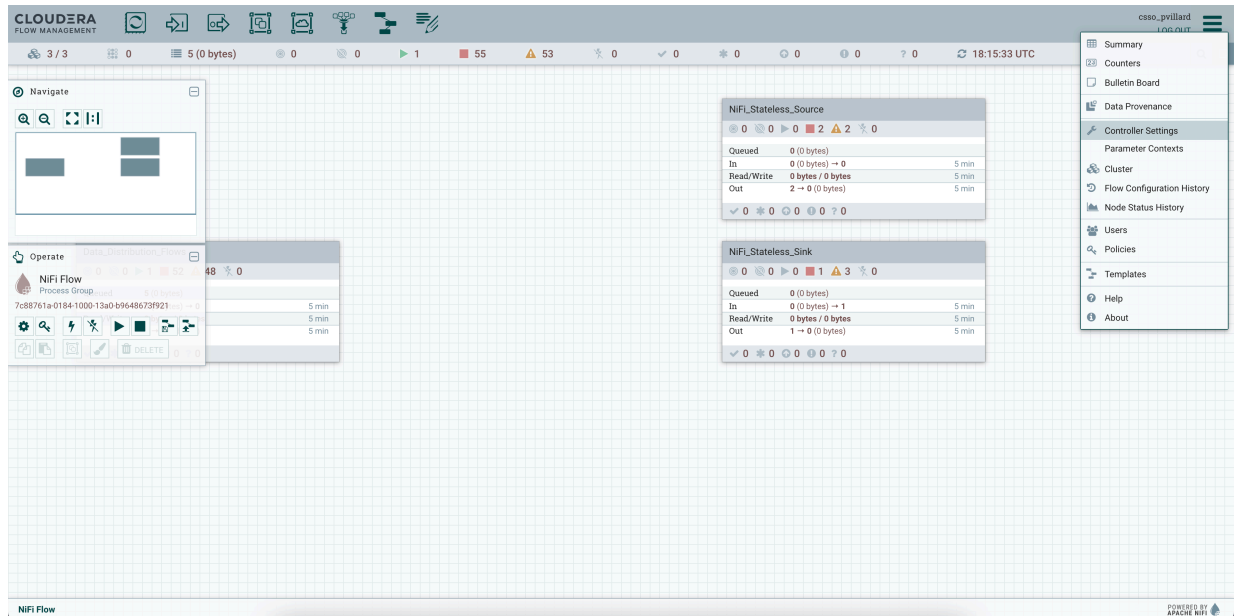 CLOUDERA
FLOW MANAGEMENT
csso_pvillard
LOG OUT
3 / 3 0 5 (0 bytes) 0 0 1 55 53 0 0 0 0 0 ? 0 18:15:33 UTC
Navigate
Operate
Data_Distribution_Flows
0 0 1 52 48 0
NiFi Flow
Process Group
7c88761a-0184-1000-13a0-b9648673f921
5 min
5 min
5 min
DELETE
NiFi_Stateless_Source
0 0 0 2 2 0
Queued 0 (0 bytes)
In 0 (0 bytes) → 0 5 min
Read/Write 0 bytes / 0 bytes 5 min
Out 2 → 0 (0 bytes) 5 min
0 0 0 0 ? 0
NiFi_Stateless_Sink
0 0 0 1 3 0
Queued 0 (0 bytes)
In 0 (0 bytes) → 1 5 min
Read/Write 0 bytes / 0 bytes 5 min
Out 1 → 0 (0 bytes) 5 min
0 0 0 0 ? 0
Summary
Counters
Bulletin Board
Data Provenance
Controller Settings
Parameter Contexts
Cluster
Flow Configuration History
Node Status History
Users
Policies
Templates
Help
About
NiFi Flow
POWERED BY
APACHE NIFI